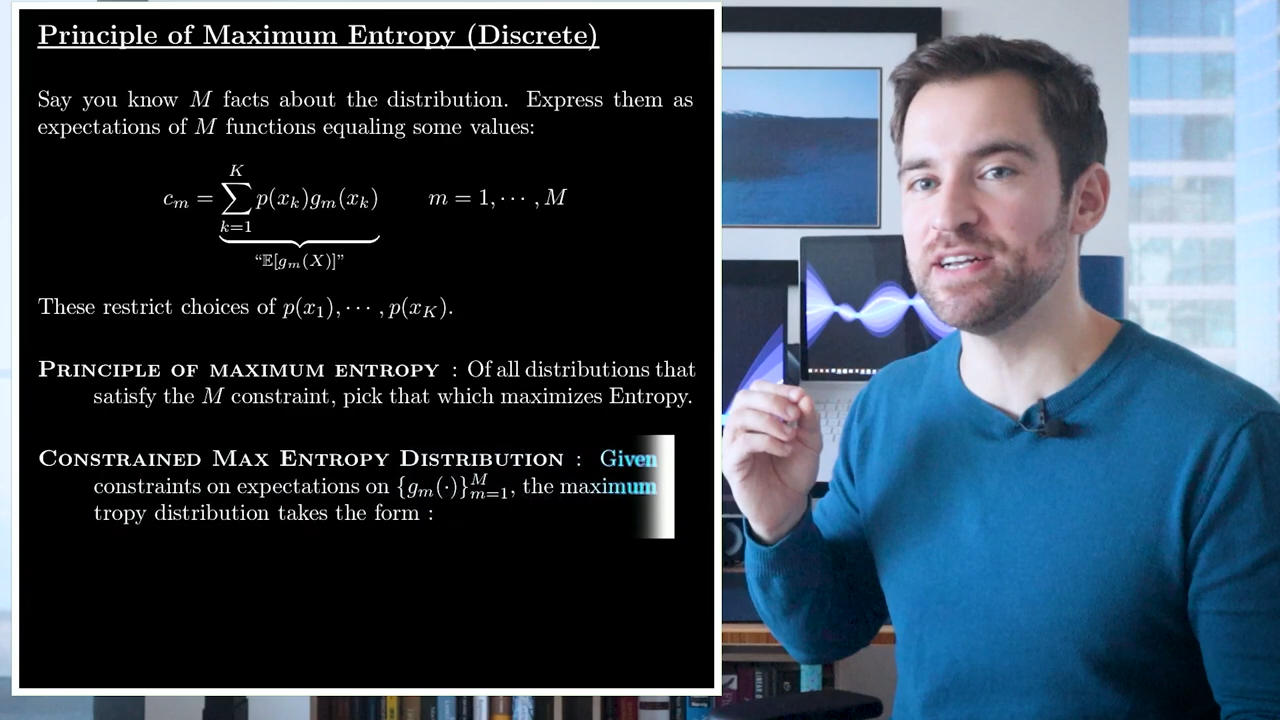 Principle of Maximum Entropy (Discrete)
Say you know M facts about the distribution. Express them as
expectations of M functions equaling some values:
c_m = \sum_{k=1}^{K} p(x_k) g_m(x_k)    m = 1, ⋯ , M
“𝔼[g_m(X)]”
These restrict choices of p(x_1), ⋯ , p(x_K).
PRINCIPLE OF MAXIMUM ENTROPY : Of all distributions that
satisfy the M constraint, pick that which maximizes Entropy.
CONSTRAINED MAX ENTROPY DISTRIBUTION : Given
constraints on expectations on {g_m(·)}_{m=1}^{M}, the maximum
tropy distribution takes the form :